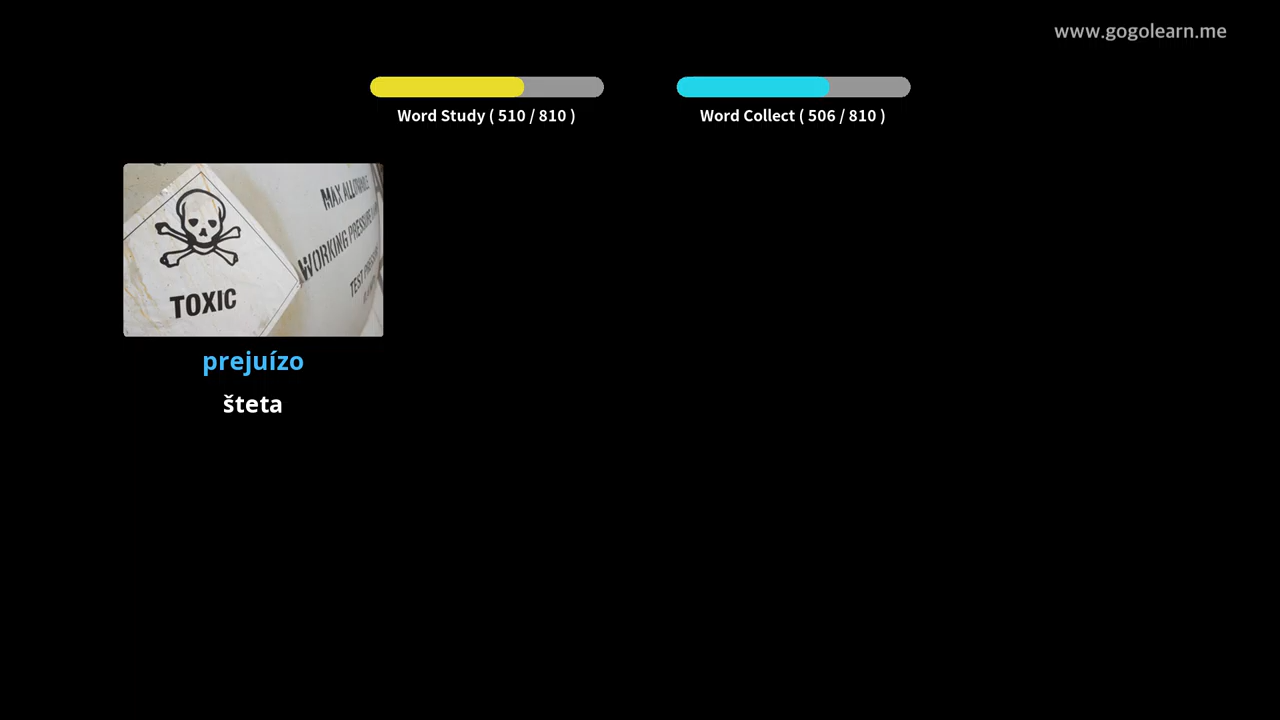 www.gogolearn.me
Word Study ( 510 / 810 )
Word Collect ( 506 / 810 )
MAX ALLOWABLE
WORKING PRESSURE
TEST
TOXIC
prejuízo
šteta